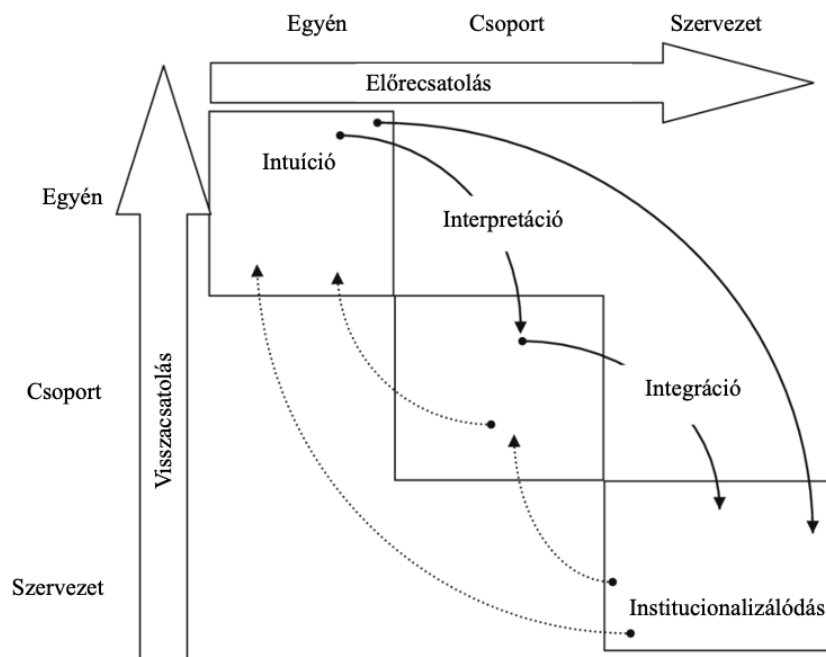 Egyén
Csoport
Szervezet
Előrecsatolás
Intuíció
Egyén
Interpretáció
Csoport
Integráció
Visszacsatolás
Szervezet
Institucionalizálódás